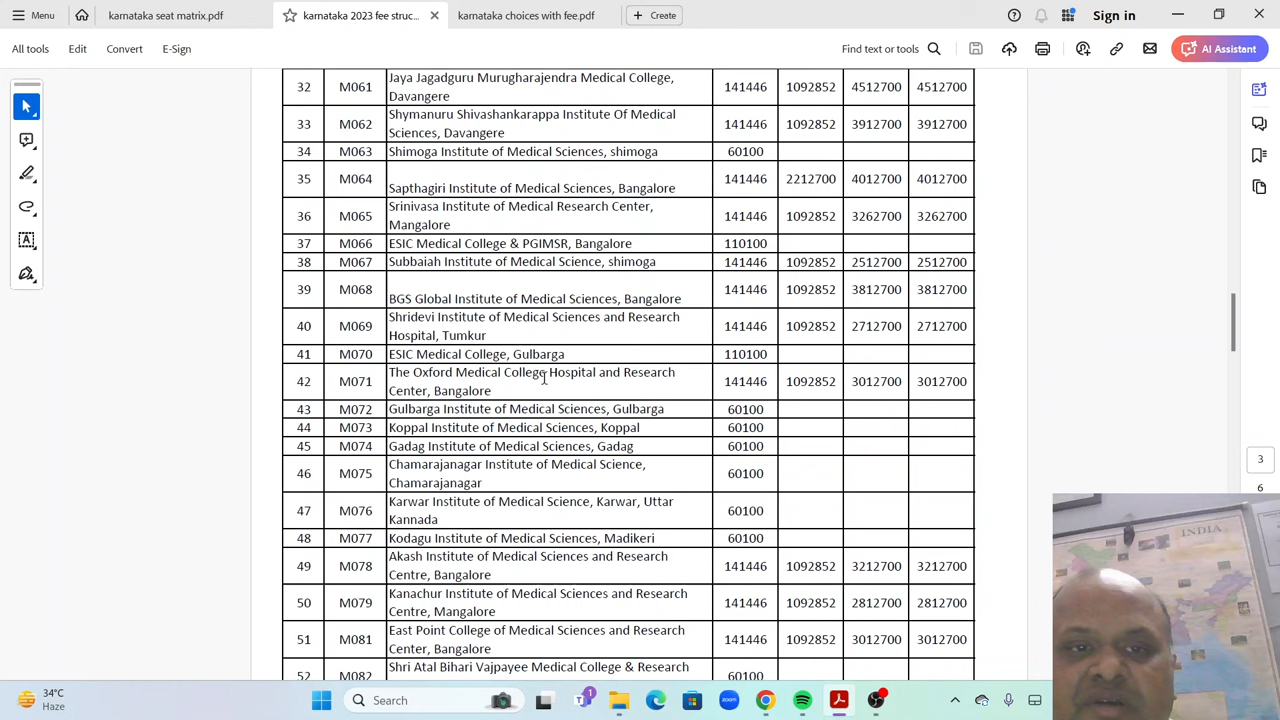 Menu
karnataka seat matrix.pdf
karnataka 2023 fee struc...
karnataka choices with fee.pdf
Create
Sign in
All tools
Edit
Convert
E-Sign
Find text or tools
AI Assistant
32 M061 Jaya Jagadguru Murugharajendra Medical College, 141446 1092852 4512700 4512700
Davangere
33 M062 Shymanuru Shivashankarappa Institute Of Medical 141446 1092852 3912700 3912700
Sciences, Davangere
34 M063 Shimoga Institute of Medical Sciences, shimoga 60100
35 M064 Sapthagiri Institute of Medical Sciences, Bangalore 141446 2212700 4012700 4012700
36 M065 Srinivasa Institute of Medical Research Center, 141446 1092852 3262700 3262700
Mangalore
37 M066 ESIC Medical College & PGIMSR, Bangalore 110100
38 M067 Subbaiah Institute of Medical Science, shimoga 141446 1092852 2512700 2512700
39 M068 BGS Global Institute of Medical Sciences, Bangalore 141446 1092852 3812700 3812700
40 M069 Shridevi Institute of Medical Sciences and Research 141446 1092852 2712700 2712700
Hospital, Tumkur
41 M070 ESIC Medical College, Gulbarga 110100
42 M071 The Oxford Medical College Hospital and Research 141446 1092852 3012700 3012700
Center, Bangalore
43 M072 Gulbarga Institute of Medical Sciences, Gulbarga 60100
44 M073 Koppal Institute of Medical Sciences, Koppal 60100
45 M074 Gadag Institute of Medical Sciences, Gadag 60100
46 M075 Chamarajanagar Institute of Medical Science, 60100
Chamarajanagar
47 M076 Karwar Institute of Medical Science, Karwar, Uttar 60100
Kannada
48 M077 Kodagu Institute of Medical Sciences, Madikeri 60100
49 M078 Akash Institute of Medical Sciences and Research 141446 1092852 3212700 3212700
Centre, Bangalore
50 M079 Kanachur Institute of Medical Sciences and Research 141446 1092852 2812700 2812700
Centre, Mangalore
51 M081 East Point College of Medical Sciences and Research 141446 1092852 3012700 3012700
Center, Bangalore
52 M082 Shri Atal Bihari Vajpayee Medical College & Research 60100
3
6
INDIA
34°C
Haze
Search
1
zoom